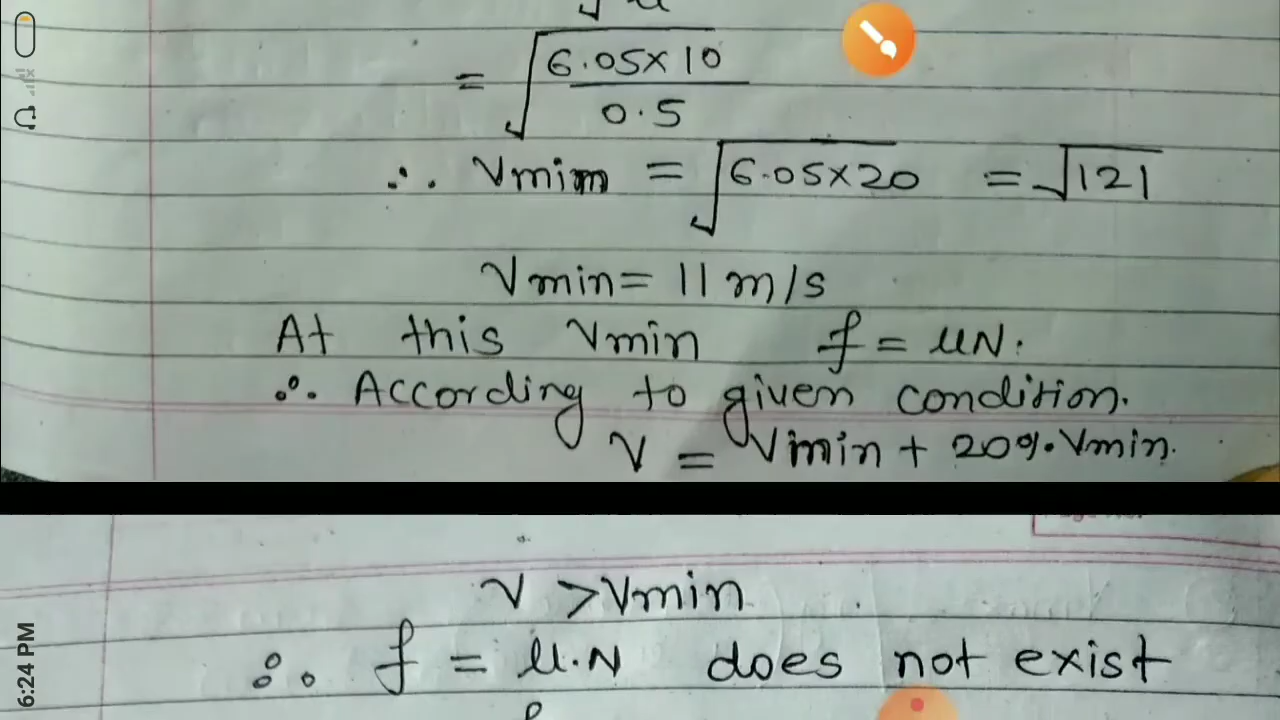 = √(6.05×10 / 0.5)
∴ Vmim = √6.05×20 = √121
Vmin = 11 m/s
At this Vmin f = μN.
∴ According to given condition.
V = Vmin + 20%. Vmin.
V > Vmin
∴ f = μ.N does not exist
6:24 PM